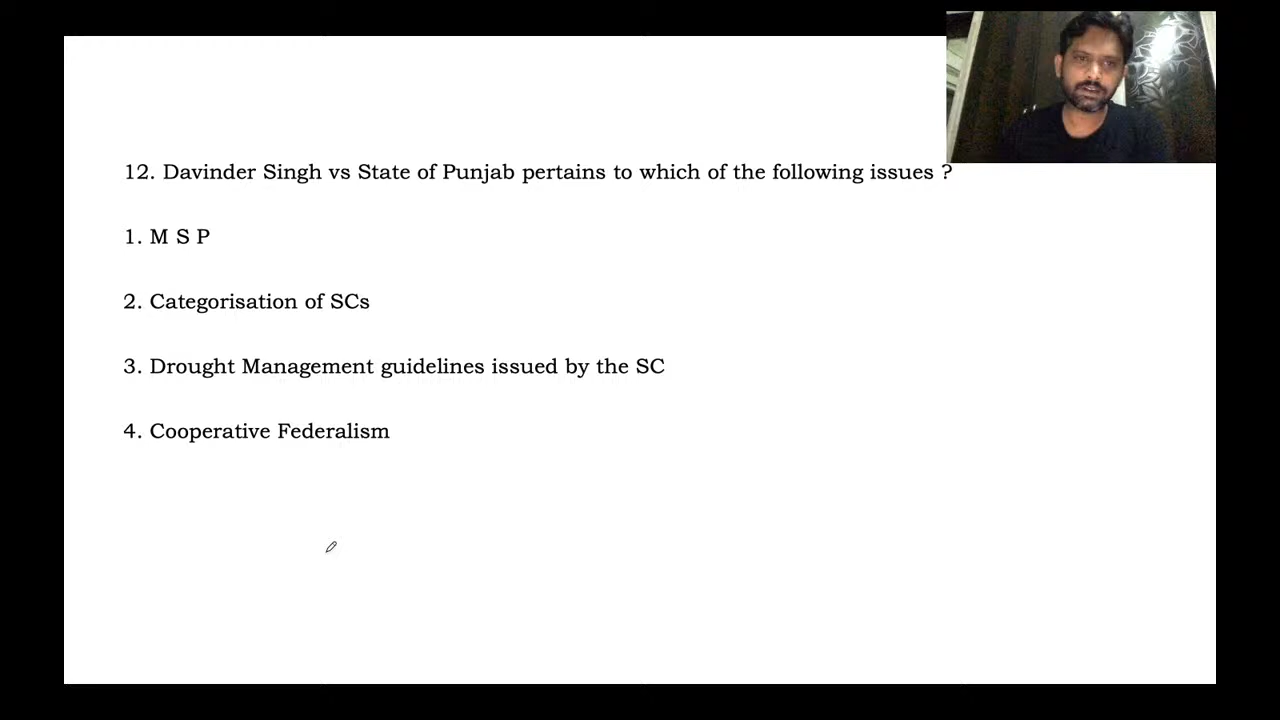 12. Davinder Singh vs State of Punjab pertains to which of the following issues ?
1. M S P
2. Categorisation of SCs
3. Drought Management guidelines issued by the SC
4. Cooperative Federalism